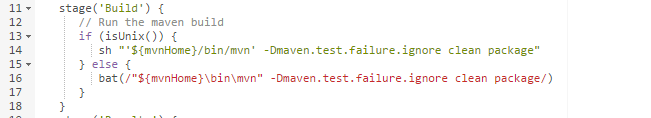 11 stage('Build') {
12 // Run the maven build
13 if (isUnix()) {
14 sh "'${mvnHome}/bin/mvn' -Dmaven.test.failure.ignore clean package"
15 } else {
16 bat(/"${mvnHome}\bin\mvn" -Dmaven.test.failure.ignore clean package/)
17 }
18 }